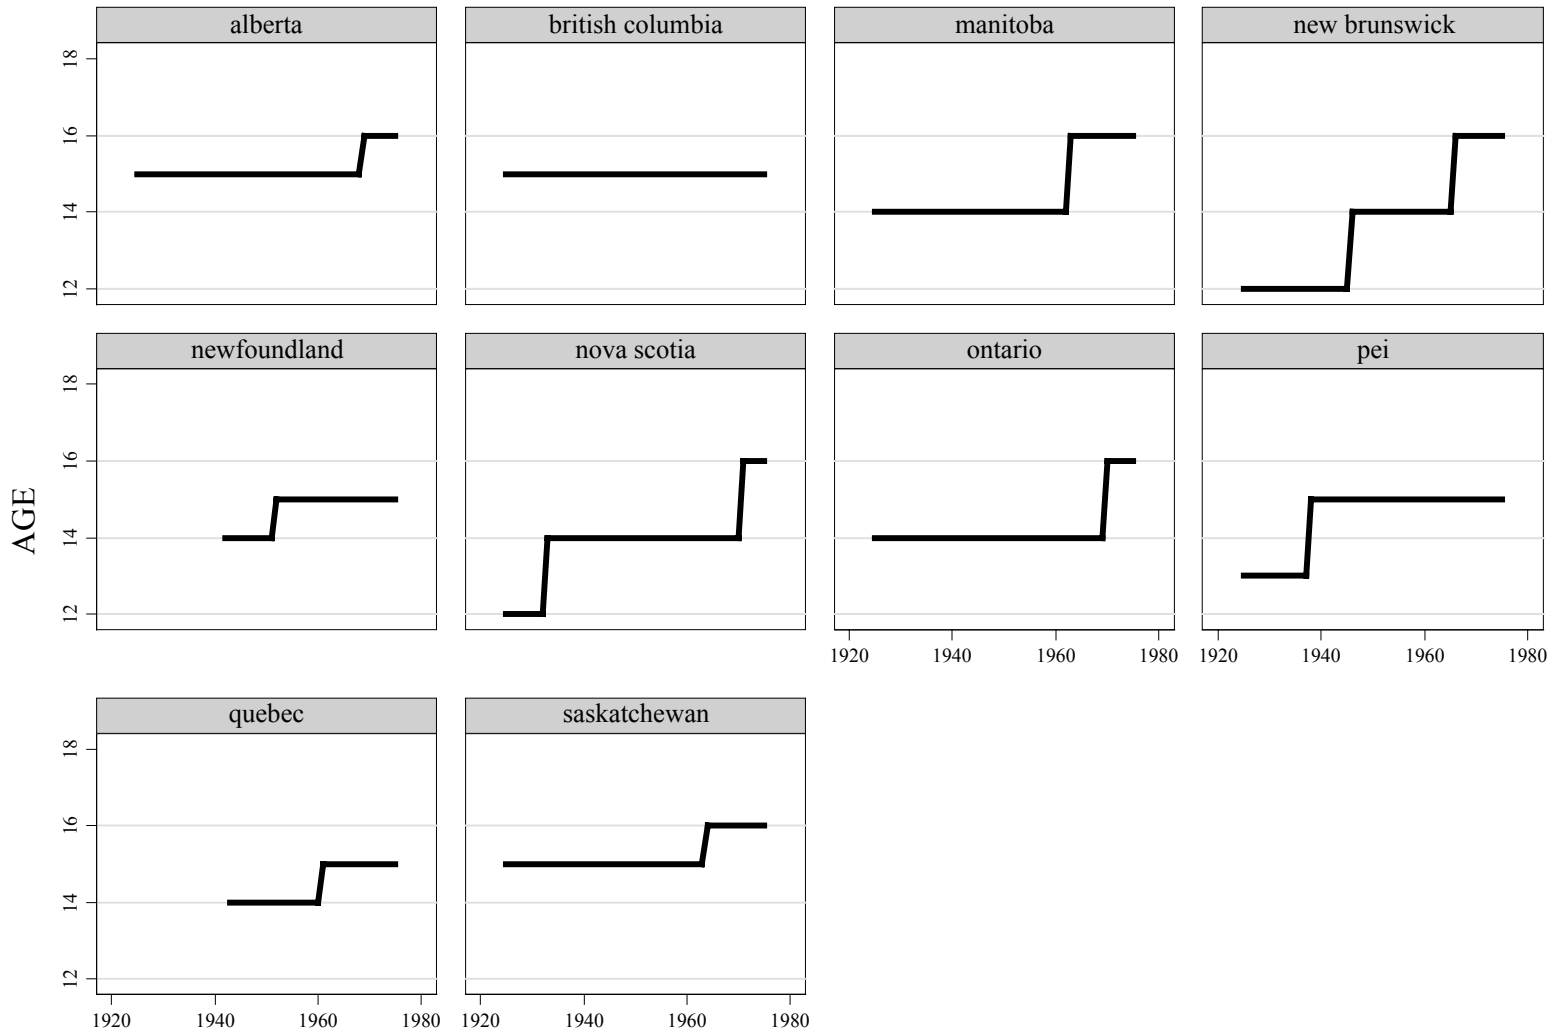 alberta
british columbia
manitoba
new brunswick
18
16
14
12
newfoundland
nova scotia
ontario
pei
18
16
14
12
AGE
1920 1940 1960 1980
1920 1940 1960 1980
quebec
saskatchewan
18
16
14
12
1920 1940 1960 1980
1920 1940 1960 1980